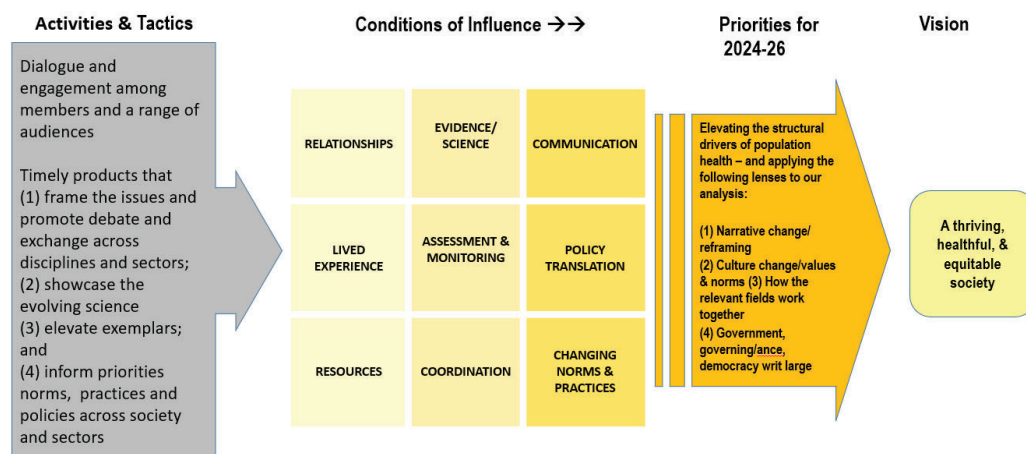 Activities & Tactics
Dialogue and
engagement among
members and a range of
audiences
Timely products that
(1) frame the issues and
promote debate and
exchange across
disciplines and sectors;
(2) showcase the
evolving science
(3) elevate exemplars;
and
(4) inform priorities
norms, practices and
policies across society
and sectors
Conditions of Influence →→
RELATIONSHIPS
EVIDENCE/
SCIENCE
COMMUNICATION
LIVED
EXPERIENCE
ASSESSMENT &
MONITORING
POLICY
TRANSLATION
RESOURCES
COORDINATION
CHANGING
NORMS &
PRACTICES
Priorities for
2024-26
Elevating the structural
drivers of population
health – and applying the
following lenses to our
analysis:
(1) Narrative change/
reframing
(2) Culture change/values
& norms (3) How the
relevant fields work
together
(4) Government,
governing/ance,
democracy writ large
Vision
A thriving,
healthful, &
equitable
society